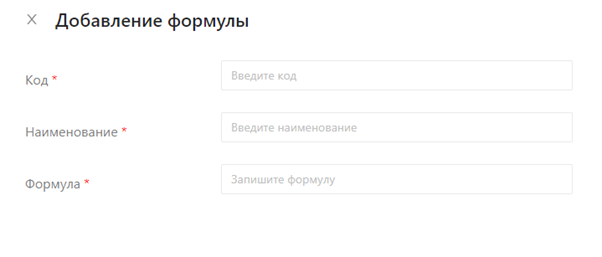 Добавление формулы
Код *
Введите код
Наименование *
Введите наименование
Формула *
Запишите формулу